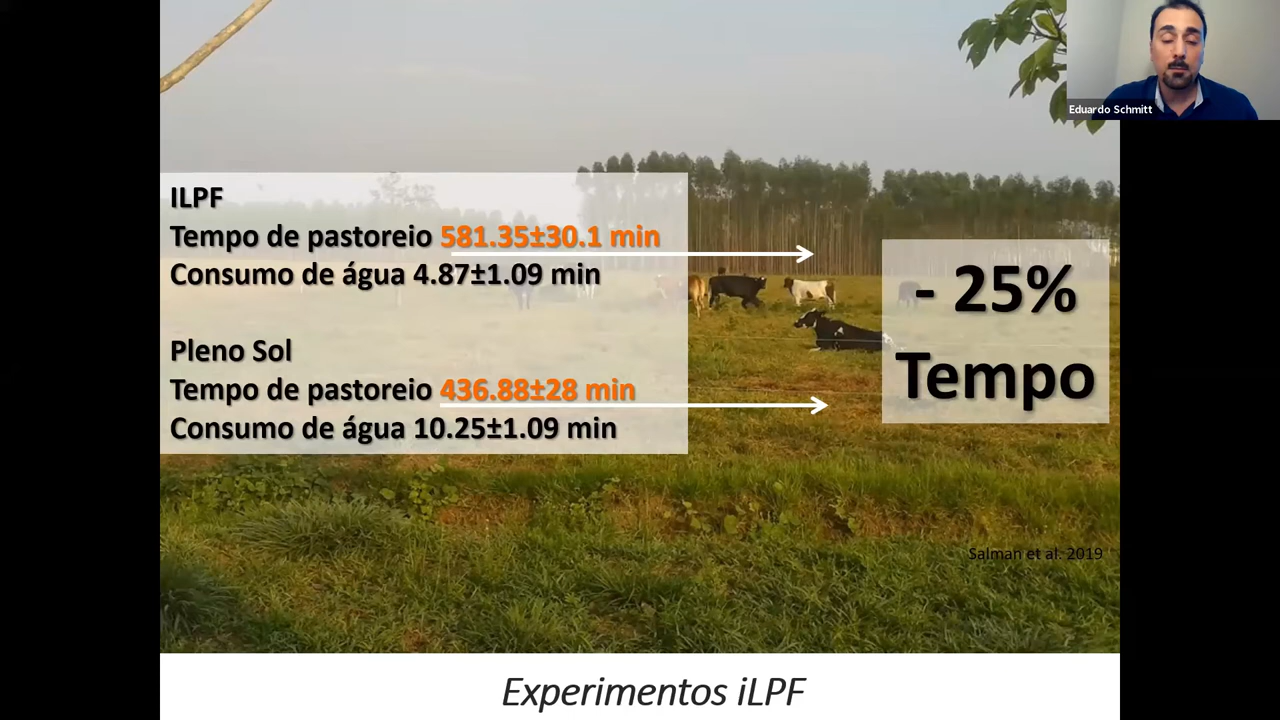 Eduardo Schmitt
ILPF
Tempo de pastoreio 581.35±30.1 min
Consumo de água 4.87±1.09 min
Pleno Sol
Tempo de pastoreio 436.88±28 min
Consumo de água 10.25±1.09 min
- 25%
Tempo
Salman et al. 2019
Experimentos iLPF